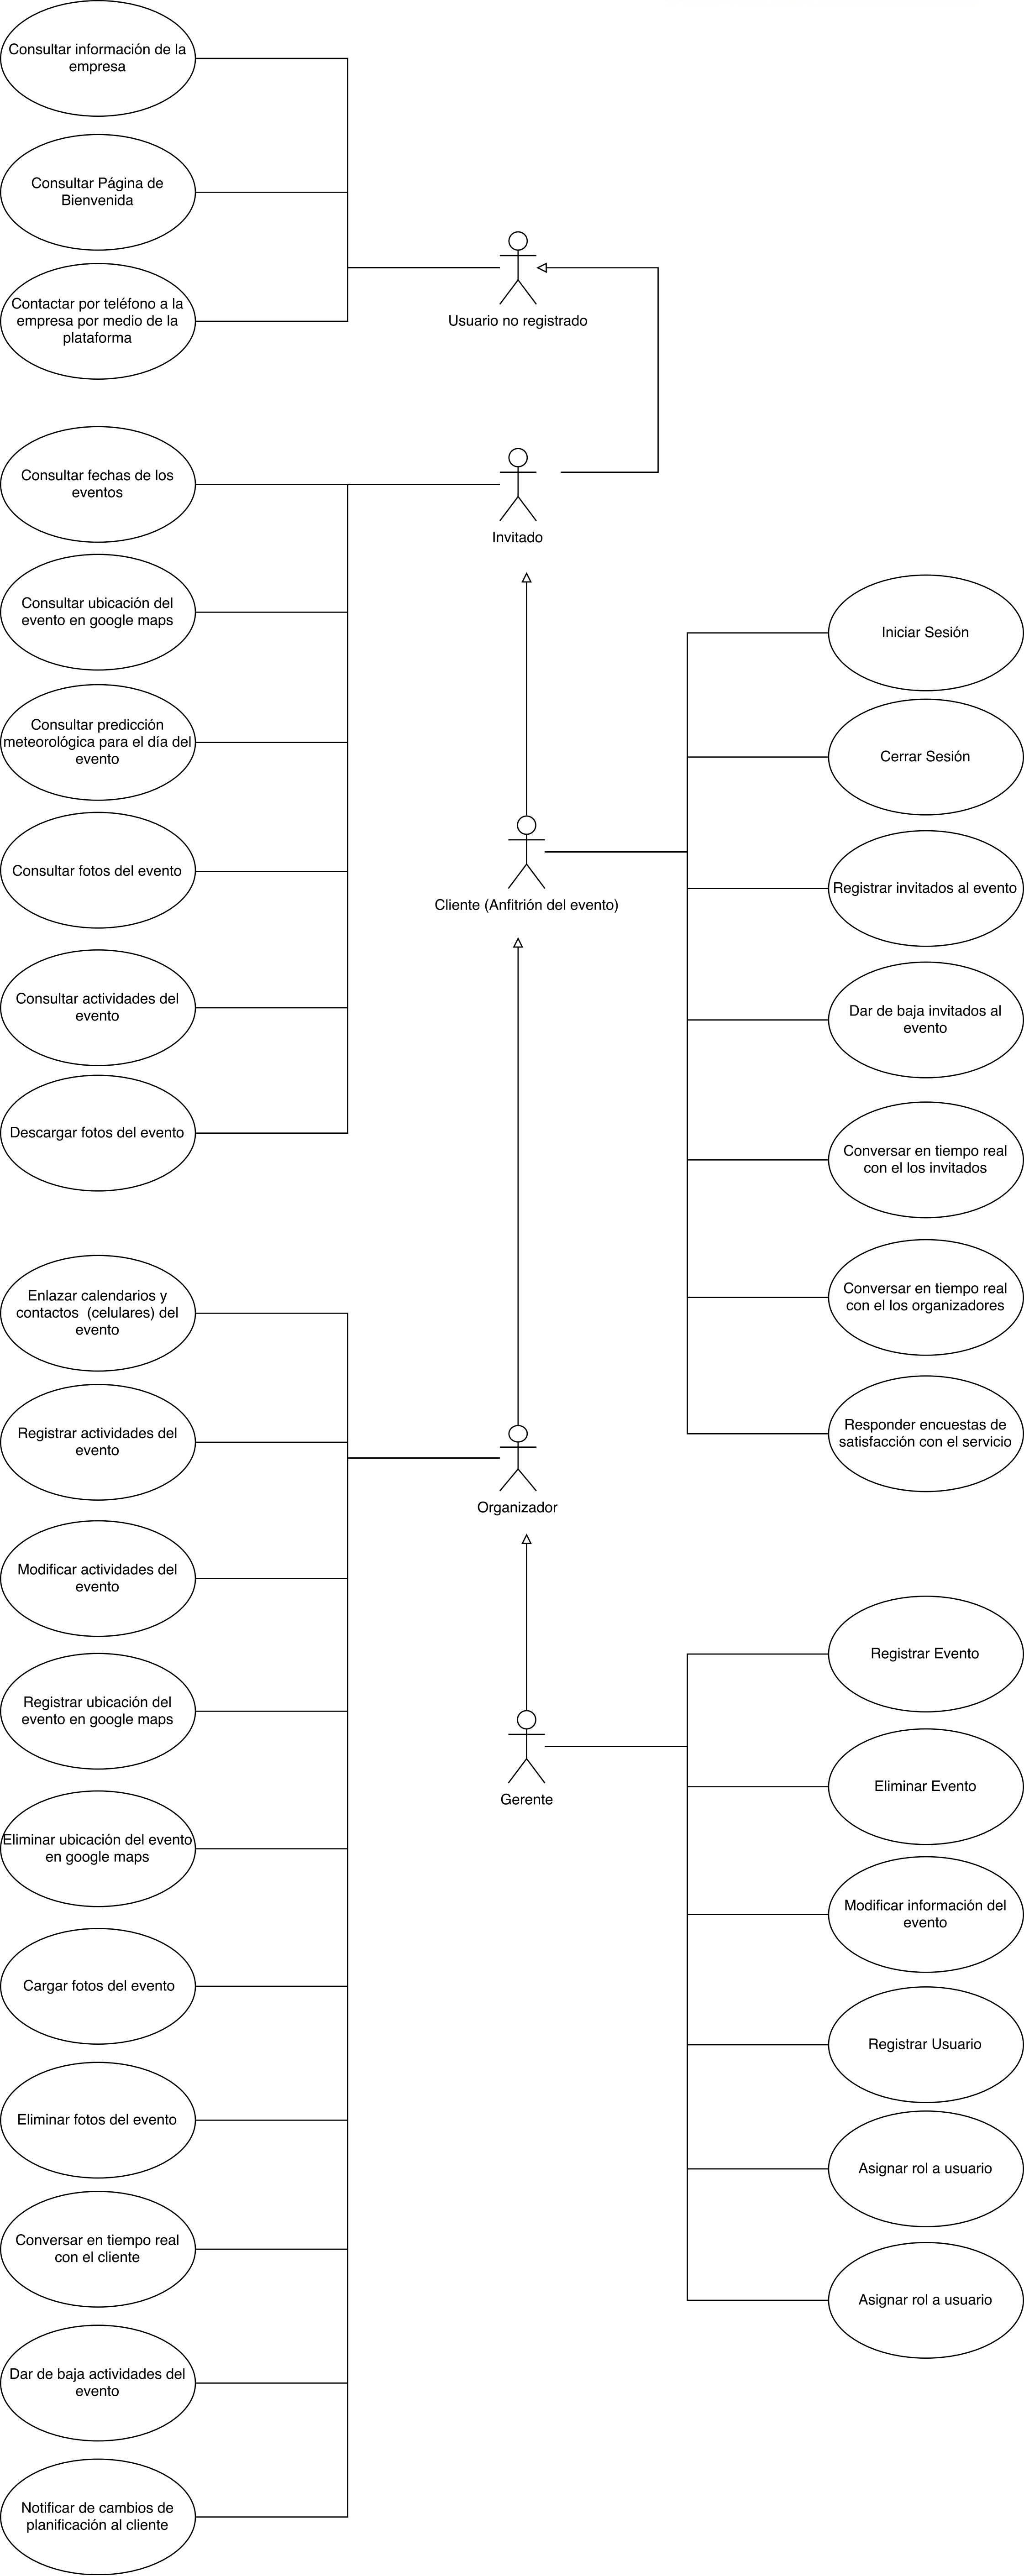 Consultar información de la
empresa
Consultar Página de
Bienvenida
Contactar por teléfono a la
empresa por medio de la
plataforma
Usuario no registrado
Consultar fechas de los
eventos
Invitado
Consultar ubicación del
evento en google maps
Consultar predicción
meteorológica para el día del
evento
Consultar fotos del evento
Consultar actividades del
evento
Descargar fotos del evento
Cliente (Anfitrión del evento)
Iniciar Sesión
Cerrar Sesión
Registrar invitados al evento
Dar de baja invitados al
evento
Conversar en tiempo real
con el los invitados
Conversar en tiempo real
con el los organizadores
Responder encuestas de
satisfacción con el servicio
Enlazar calendarios y
contactos  (celulares) del
evento
Registrar actividades del
evento
Organizador
Modificar actividades del
evento
Registrar ubicación del
evento en google maps
Eliminar ubicación del evento
en google maps
Cargar fotos del evento
Eliminar fotos del evento
Conversar en tiempo real
con el cliente
Dar de baja actividades del
evento
Notificar de cambios de
planificación al cliente
Gerente
Registrar Evento
Eliminar Evento
Modificar información del
evento
Registrar Usuario
Asignar rol a usuario
Asignar rol a usuario